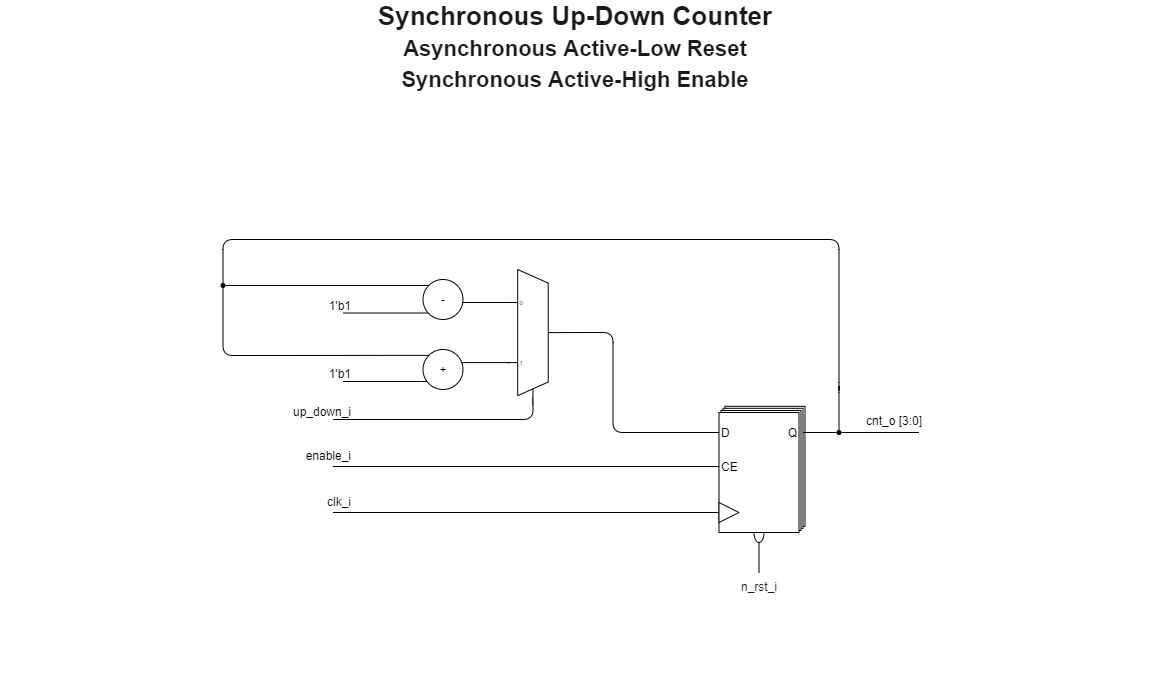 Synchronous Up-Down Counter
Asynchronous Active-Low Reset
Synchronous Active-High Enable
-
0
1'b1
+
1
1'b1
up_down_i
cnt_o [3:0]
D
Q
enable_i
CE
clk_i
n_rst_i